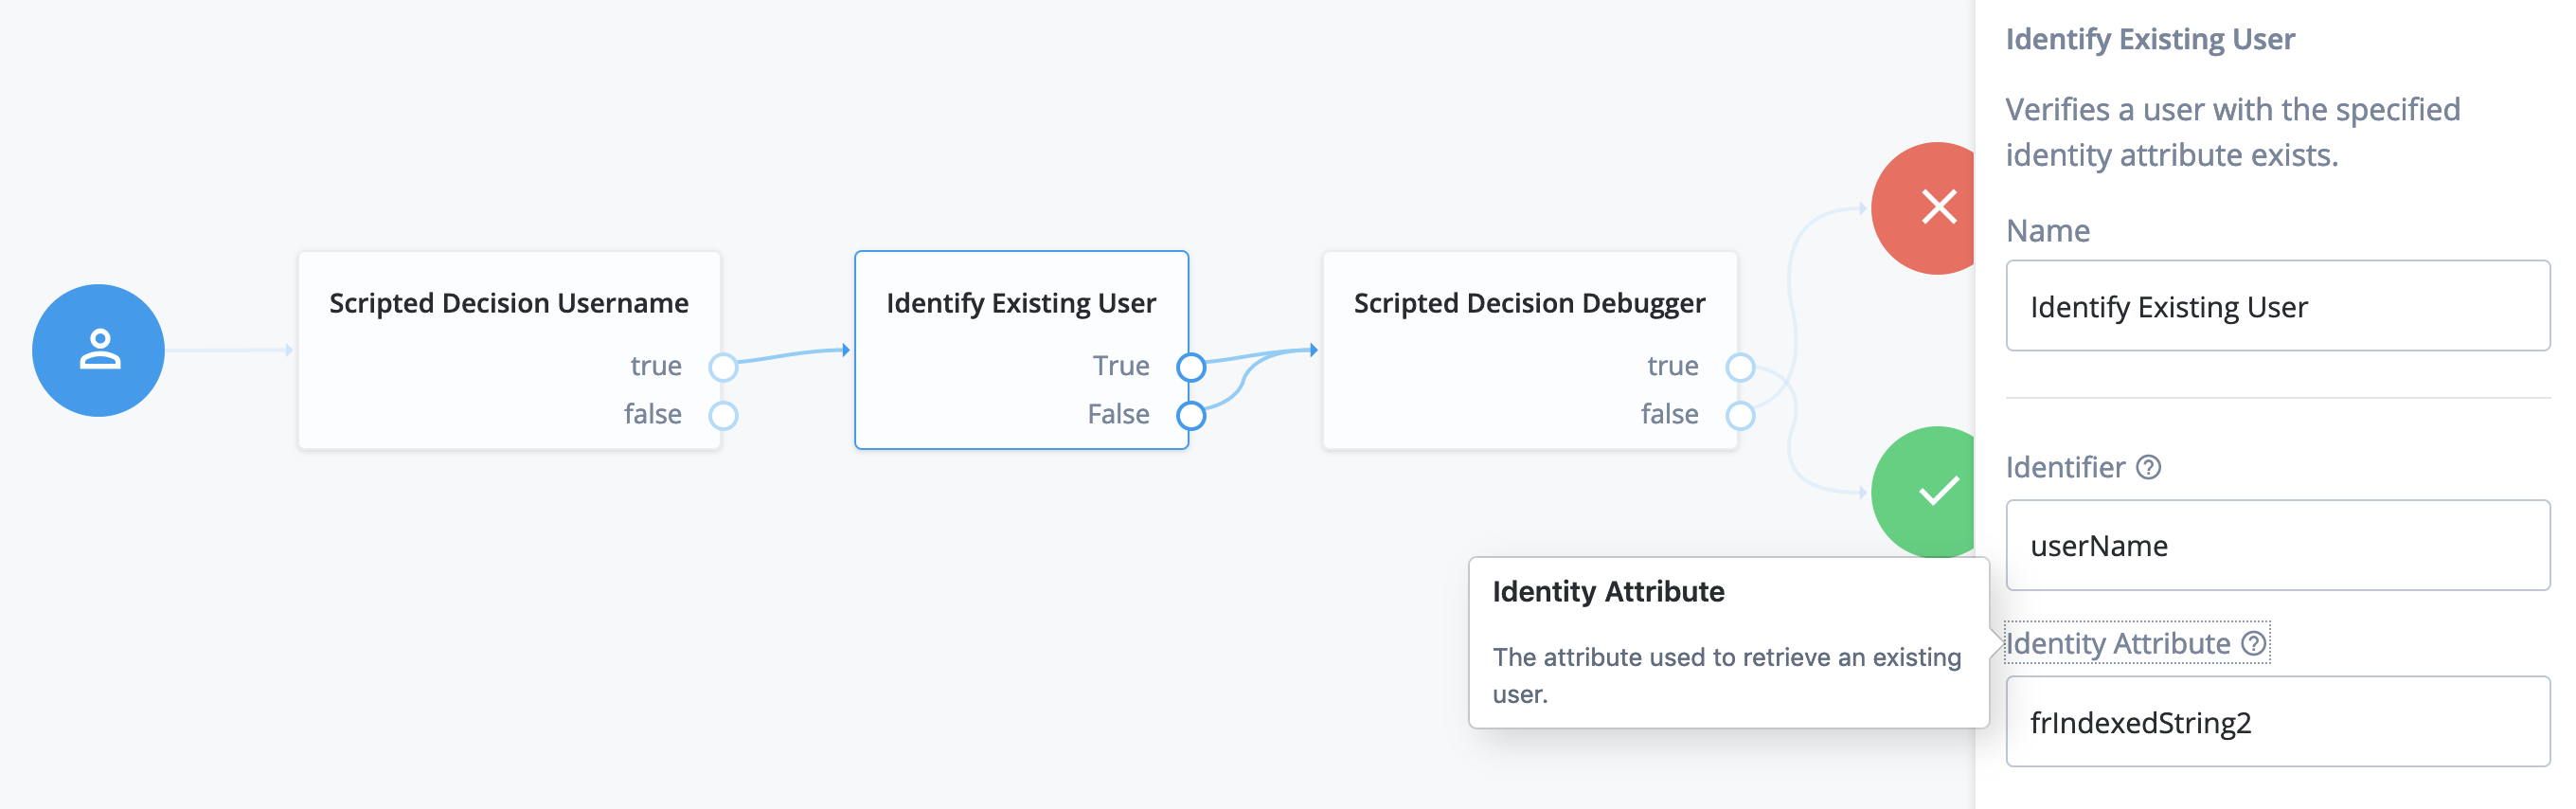 Scripted Decision Username
true
false
Identify Existing User
True
False
Scripted Decision Debugger
true
false
Identity Attribute
The attribute used to retrieve an existing
user.
Identify Existing User
Verifies a user with the specified
identity attribute exists.
Name
Identify Existing User
Identifier
userName
Identity Attribute
frIndexedString2